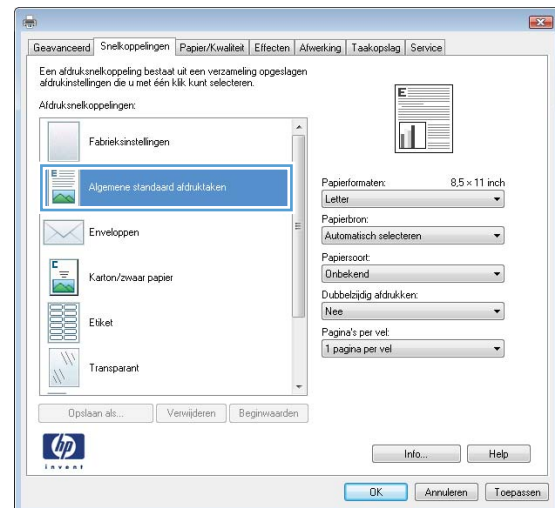 Geavanceerd Snelkoppelingen Papier/Kwaliteit Effecten Afwerking Taakopslag Service
Een afdruksnelkoppeling bestaat uit een verzameling opgeslagen
afdrukinstellingen die u met één klik kunt selecteren.
Afdruksnelkoppelingen:
Fabrieksinstellingen
E
Algemene standaard afdruktaken
Enveloppen
C
Karton/zwaar papier
Etiket
Transparant
Opslaan als... Verwijderen Beginwaarden
E
Papierformaten: 8,5 × 11 inch
Letter
Papierbron:
Automatisch selecteren
Papiersoort:
Onbekend
Dubbelzijdig afdrukken:
Nee
Pagina's per vel:
1 pagina per vel
hp
invent
Info... Help
OK Annuleren Toepassen